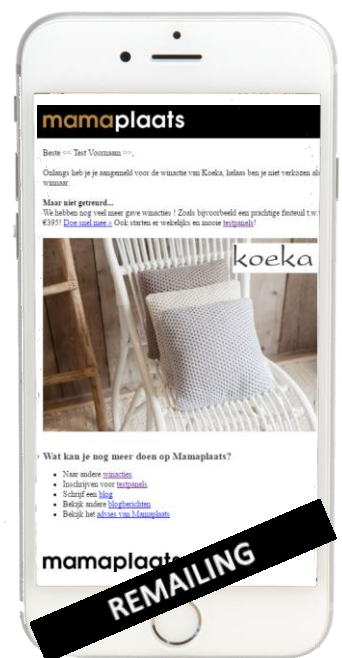 mamaplaats
Beste << Test Voornaam >>,
Onlangs heb je je aangemeld voor de winactie van Koeka, helaas ben je niet verkozen als
winnaar.
Maar niet getreurd...
We hebben nog veel meer gave winacties ! Zoals bijvoorbeeld een prachtige fauteuil t.w.
€395! Doe snel mee > Ook starten er wekelijks en mooie testpanels!
koeka
Wat kan je nog meer doen op Mamaplaats?
• Naar andere winacties
• Inschrijven voor testpanels
• Schrijf een blog
• Bekijk andere blogberichten
• Bekijk het advies van Mamaplaats
mamaplaats
REMAILING